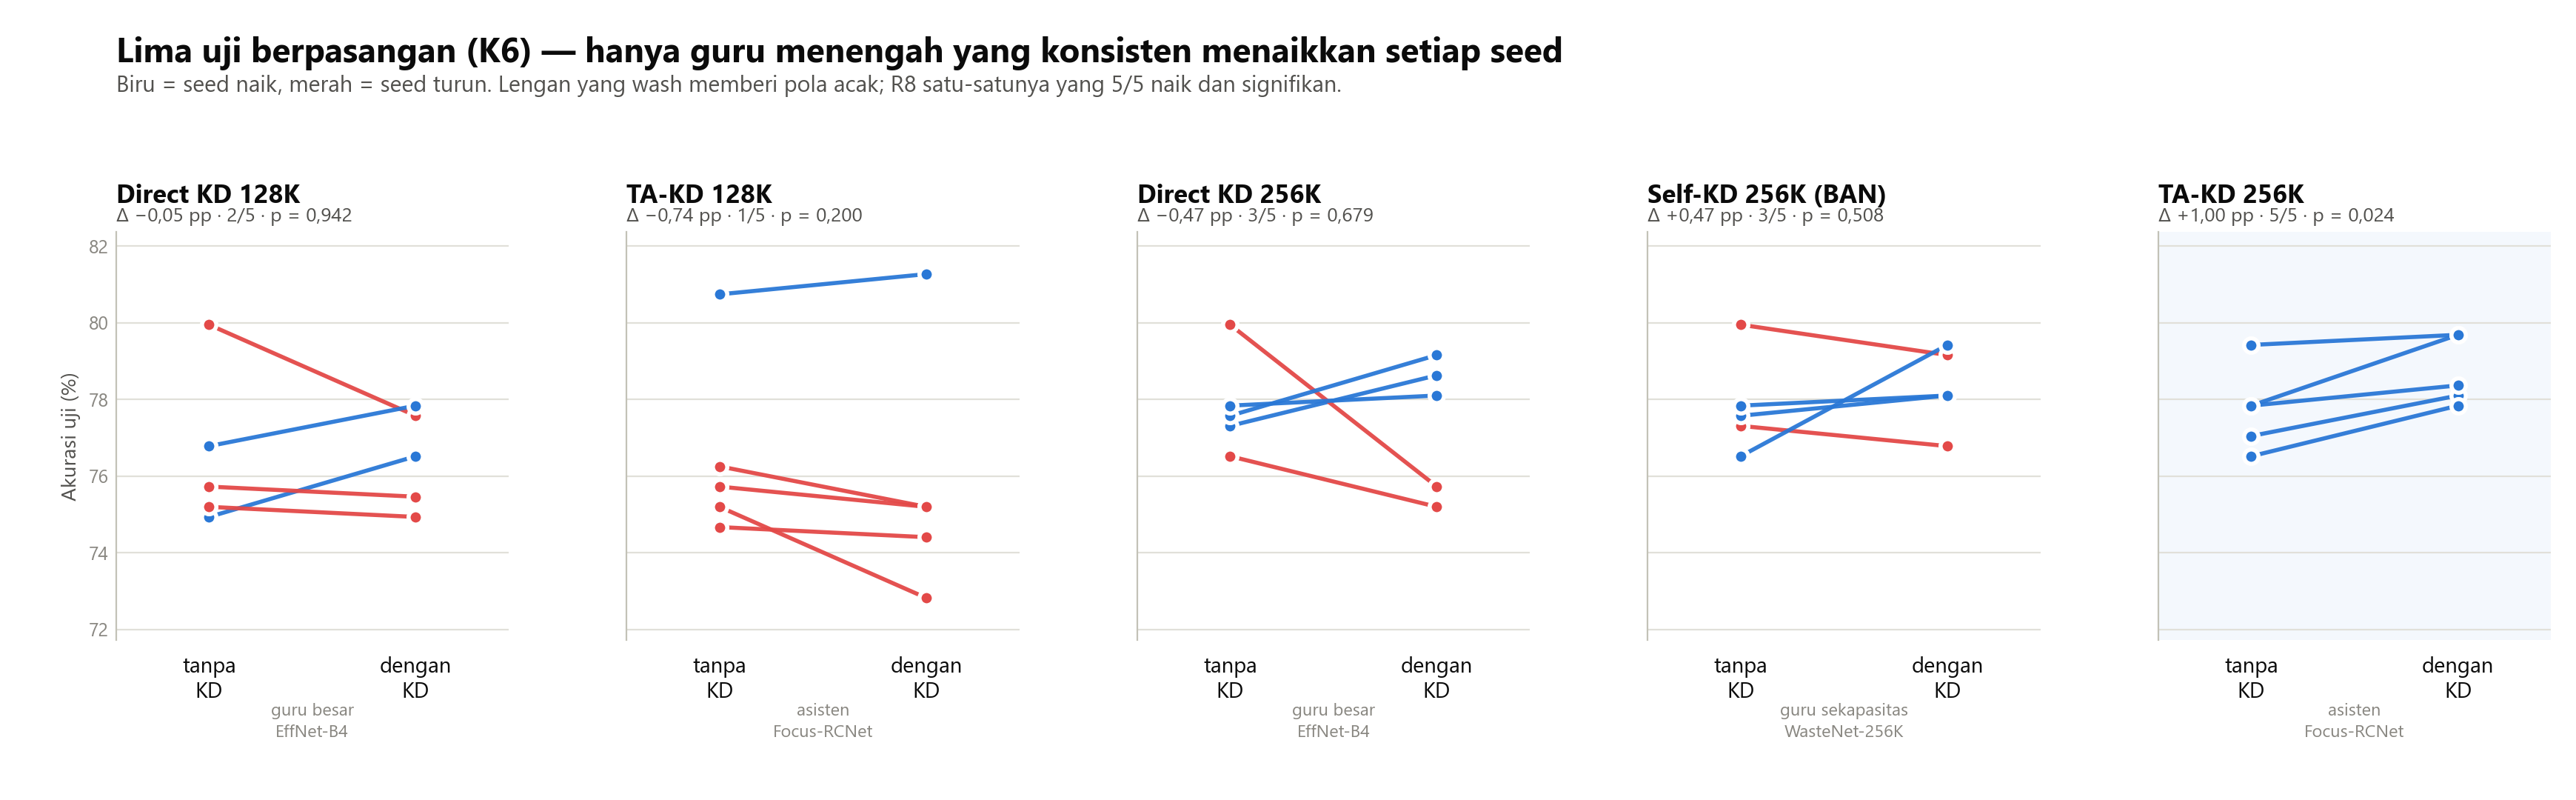 Lima uji berpasangan (K6) — hanya guru menengah yang konsisten menaikkan setiap seed
Biru = seed naik, merah = seed turun. Lengan yang wash memberi pola acak; R8 satu-satunya yang 5/5 naik dan signifikan.
Direct KD 128K
Δ −0,05 pp · 2/5 · p = 0,942
TA-KD 128K
Δ −0,74 pp · 1/5 · p = 0,200
Direct KD 256K
Δ −0,47 pp · 3/5 · p = 0,679
Self-KD 256K (BAN)
Δ +0,47 pp · 3/5 · p = 0,508
TA-KD 256K
Δ +1,00 pp · 5/5 · p = 0,024
Akurasi uji (%)
82
80
78
76
74
72
tanpa
KD
dengan
KD
guru besar
EffNet-B4
tanpa
KD
dengan
KD
asisten
Focus-RCNet
tanpa
KD
dengan
KD
guru besar
EffNet-B4
tanpa
KD
dengan
KD
guru sekapasitas
WasteNet-256K
tanpa
KD
dengan
KD
asisten
Focus-RCNet